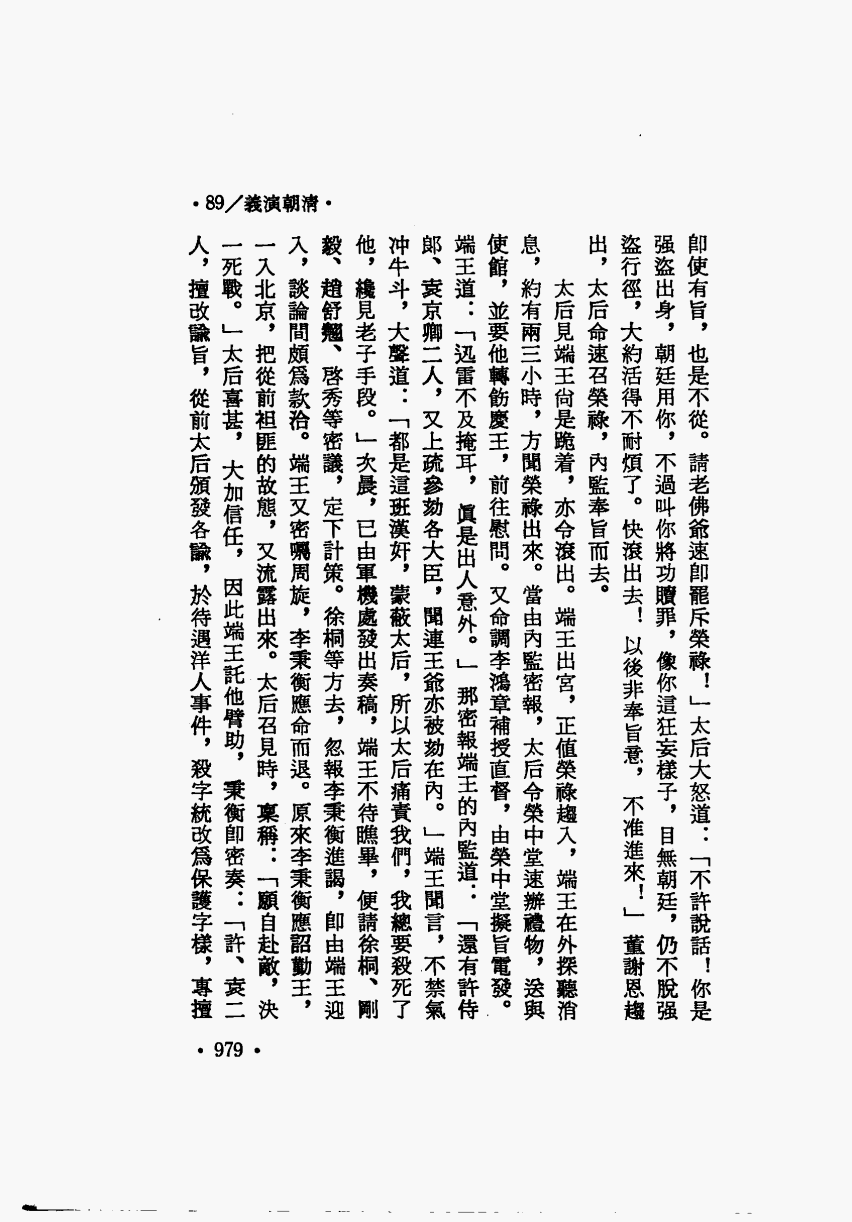 ·清朝演義/89·
卽使有旨，也是不從。請老佛爺速卽罷斥榮祿！」太后大怒道：「不許說話！你是
强盜出身，朝廷用你，不過叫你將功贖罪，像你這狂妄樣子，目無朝廷，仍不脫强
盜行徑，大約活得不耐煩了。快滾出去！以後非奉旨意，不准進來！」董謝恩趨
出，太后命速召榮祿，內監奉旨而去。
太后見端王尙是跪着，亦令滾出。端王出宮，正値榮祿趨入，端王在外探聽消
息，約有兩三小時，方聞榮祿出來。當由內監密報，太后令榮中堂速辦禮物，送與
使館，並要他轉飭慶王，前往慰問。又命調李鴻章補授直督，由榮中堂擬旨電發。
端王道：「迅雷不及掩耳，眞是出人意外。」那密報端王的內監道：「還有許侍
郎、袁京卿二人，又上疏參劾各大臣，聞連王爺亦被劾在內。」端王聞言，不禁氣
冲牛斗，大聲道：「都是這班漢奸，蒙蔽太后，所以太后痛責我們，我總要殺死了
他，纔見老子手段。」次晨，已由軍機處發出奏稿，端王不待瞧畢，便請徐桐、剛
毅、趙舒翹、啓秀等密議，定下計策。徐桐等方去，忽報李秉衡進謁，卽由端王迎
入，談論間頗爲款洽。端王又密囑周旋，李秉衡應命而退。原來李秉衡應詔勤王，
一入北京，把從前袒匪的故態，又流露出來。太后召見時，稟稱：「願自赴敵，決
一死戰。」太后喜甚，大加信任，因此端王託他臂助，秉衡卽密奏：「許、袁二
人，擅改諭旨，從前太后頒發各諭，於待遇洋人事件，殺字統改爲保護字樣，專擅
·979·